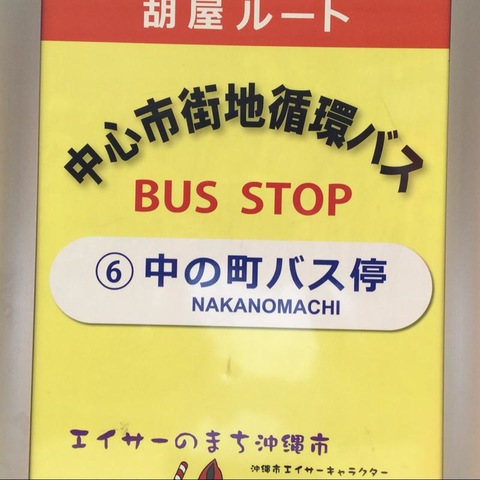 胡屋ルート
中心市街地循環バス
BUS STOP
⑥中の町バス停
NAKANOMACHI
エイサーのまち沖縄市
沖縄市エイサーキャラクター